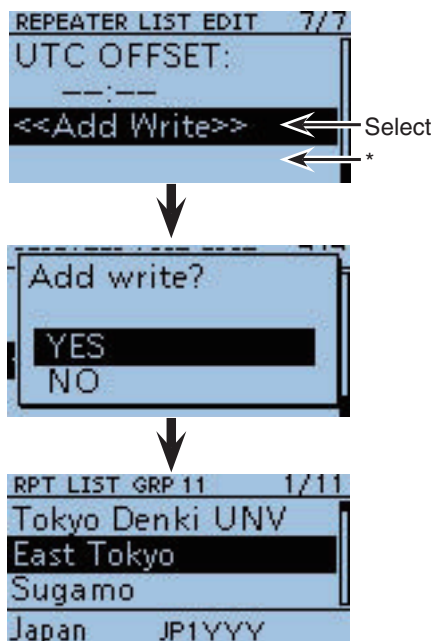 REPEATER LIST EDIT 7/7
UTC OFFSET:
--:--
<<Add Write>>
Select
*
Add write?
YES
NO
RPT LIST GRP 11 1/11
Tokyo Denki UNV
East Tokyo
Sugamo
Japan JP1YYY